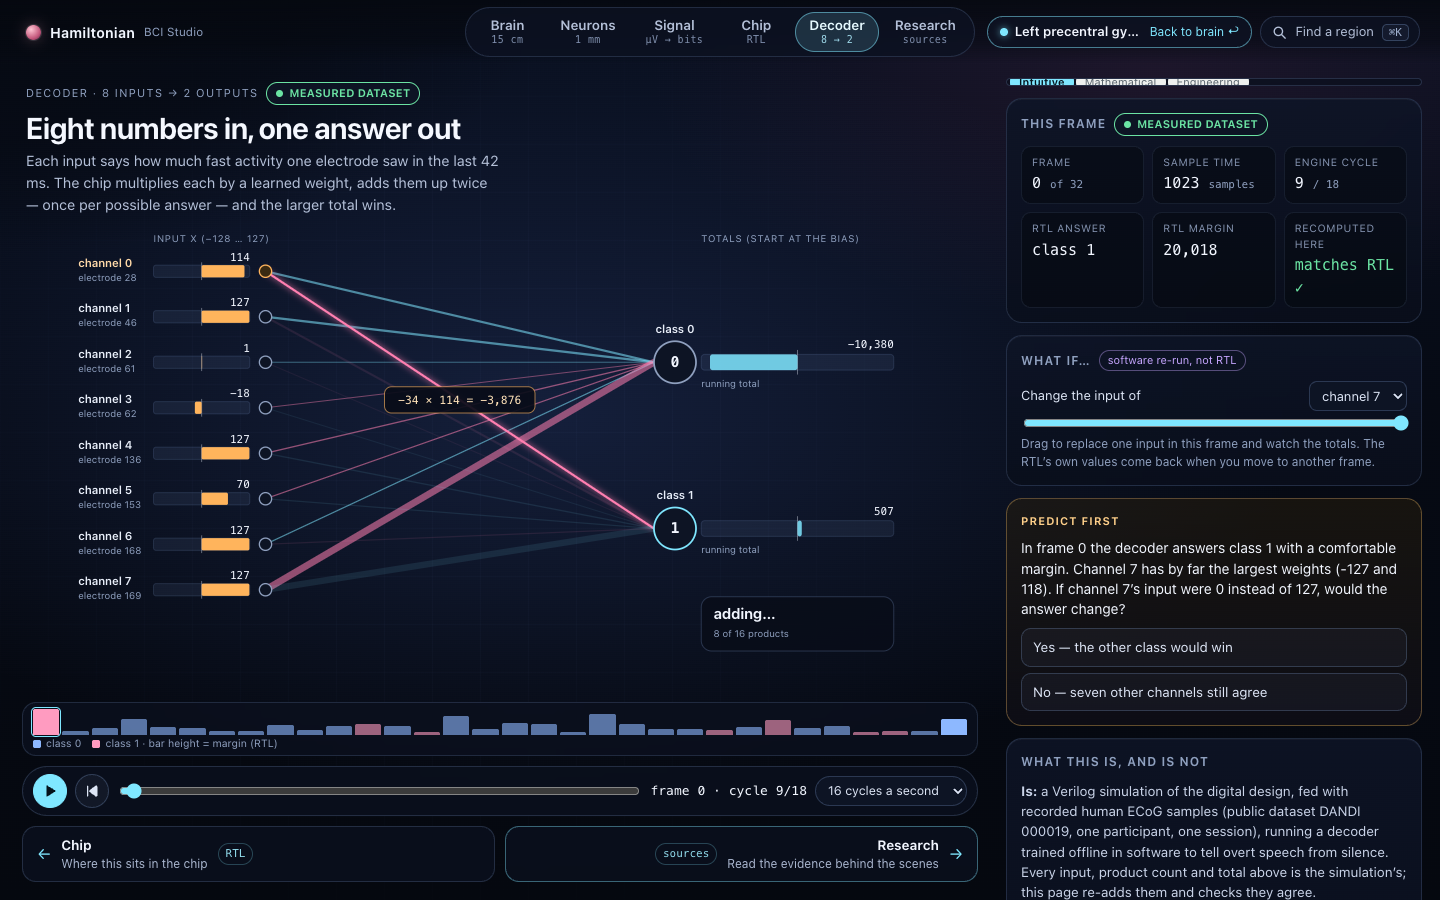 Hamiltonian BCI Studio
Brain
15 cm
Neurons
1 mm
Signal
µV → bits
Chip
RTL
Decoder
8 → 2
Research
sources
Left precentral gy... Back to brain ↩
Find a region ⌘K
DECODER · 8 INPUTS → 2 OUTPUTS MEASURED DATASET
Eight numbers in, one answer out
Each input says how much fast activity one electrode saw in the last 42
ms. The chip multiplies each by a learned weight, adds them up twice
— once per possible answer — and the larger total wins.
INPUT X (−128 … 127)
TOTALS (START AT THE BIAS)
channel 0
electrode 28
114
channel 1
electrode 46
127
channel 2
electrode 61
1
channel 3
electrode 62
−18
channel 4
electrode 136
127
channel 5
electrode 153
70
channel 6
electrode 168
127
channel 7
electrode 169
127
−34 × 114 = −3,876
class 0
0
−10,380
running total
class 1
1
507
running total
adding…
8 of 16 products
class 0 class 1 · bar height = margin (RTL)
frame 0 · cycle 9/18
16 cycles a second
← Chip
Where this sits in the chip
RTL
sources
Research →
Read the evidence behind the scenes
Intuitive Mathematical Engineering
THIS FRAME MEASURED DATASET
FRAME
0 of 32
SAMPLE TIME
1023 samples
ENGINE CYCLE
9 / 18
RTL ANSWER
class 1
RTL MARGIN
20,018
RECOMPUTED
HERE
matches RTL
✓
WHAT IF… software re-run, not RTL
Change the input of channel 7
Drag to replace one input in this frame and watch the totals. The
RTL's own values come back when you move to another frame.
PREDICT FIRST
In frame 0 the decoder answers class 1 with a comfortable
margin. Channel 7 has by far the largest weights (-127 and
118). If channel 7's input were 0 instead of 127, would the
answer change?
Yes — the other class would win
No — seven other channels still agree
WHAT THIS IS, AND IS NOT
Is: a Verilog simulation of the digital design, fed with
recorded human ECoG samples (public dataset DANDI
000019, one participant, one session), running a decoder
trained offline in software to tell overt speech from silence.
Every input, product count and total above is the simulation's;
this page re-adds them and checks they agree.